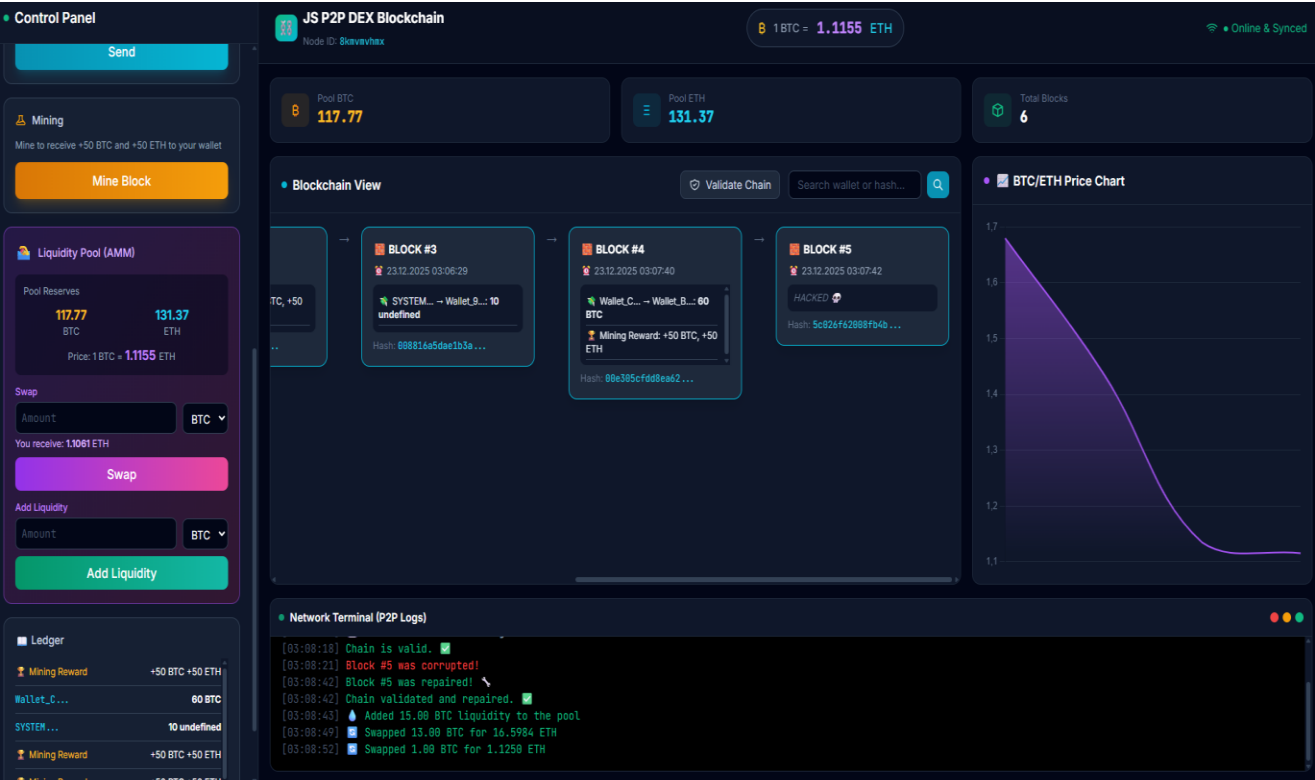 Control Panel
Send
Mining
Mine to receive +50 BTC and +50 ETH to your wallet
Mine Block
Liquidity Pool (AMM)
Pool Reserves
117.77
131.37
BTC
ETH
Price: 1 BTC = 1.1155 ETH
Swap
Amount
BTC
You receive: 1.1061 ETH
Swap
Add Liquidity
Amount
BTC
Add Liquidity
Ledger
Mining Reward
+50 BTC +50 ETH
Wallet_C...
60 BTC
SYSTEM...
10 undefined
Mining Reward
+50 BTC +50 ETH
JS P2P DEX Blockchain
Node ID: 8kmvmvhmx
1 BTC = 1.1155 ETH
Online & Synced
Pool BTC
117.77
Pool ETH
131.37
Total Blocks
6
Blockchain View
Validate Chain
Search wallet or hash...
TC, +50
..
BLOCK #3
23.12.2025 03:06:29
SYSTEM... → Wallet_9...: 10
undefined
Hash: 008816a5dae1b3a...
BLOCK #4
23.12.2025 03:07:40
Wallet_C... → Wallet_B...: 60
BTC
Mining Reward: +50 BTC, +50
ETH
Hash: 00e305cfdd8ea62...
BLOCK #5
23.12.2025 03:07:42
HACKED
Hash: 5c026f62008fb4b...
BTC/ETH Price Chart
1,7
1,6
1,5
1,4
1,3
1,2
1,1
Network Terminal (P2P Logs)
[03:08:18] Chain is valid.
[03:08:21] Block #5 was corrupted!
[03:08:42] Block #5 was repaired!
[03:08:42] Chain validated and repaired.
[03:08:43] Added 15.00 BTC liquidity to the pool
[03:08:49] Swapped 13.00 BTC for 16.5984 ETH
[03:08:52] Swapped 1.00 BTC for 1.1250 ETH